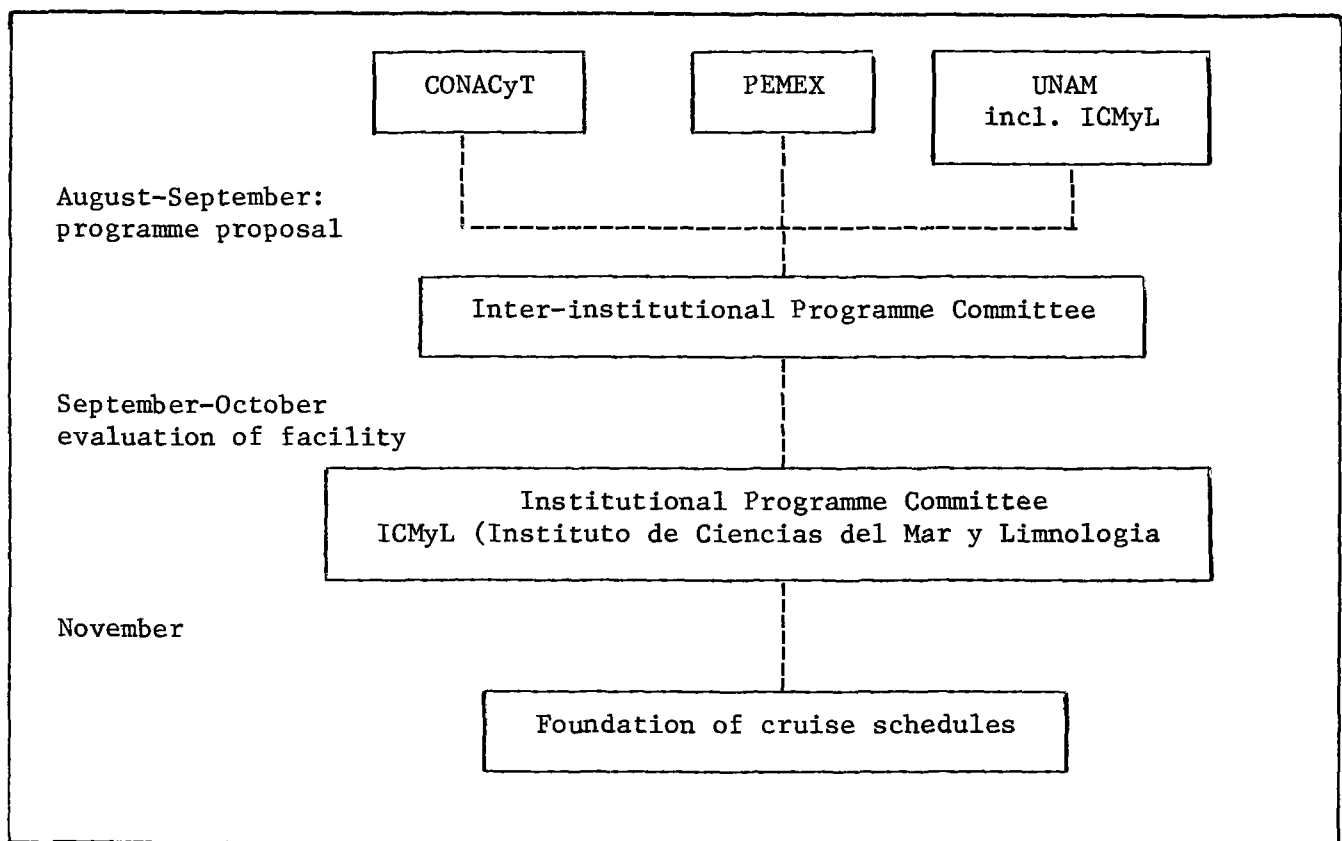 CONACyT
PEMEX
UNAM
incl. ICMyL
August-September:
programme proposal
Inter-institutional Programme Committee
September-October
evaluation of facility
Institutional Programme Committee
ICMyL (Instituto de Ciencias del Mar y Limnologia
November
Foundation of cruise schedules